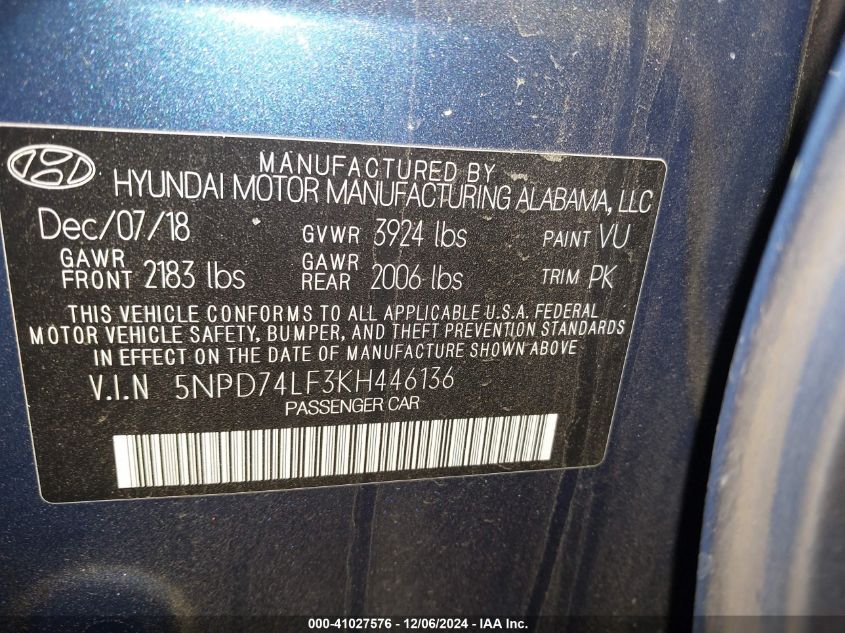 MANUFACTURED BY
HYUNDAI MOTOR MANUFACTURING ALABAMA, LLC
Dec/07/18 GVWR 3924 lbs PAINT VU
GAWR FRONT 2183 lbs GAWR REAR 2006 lbs TRIM PK
THIS VEHICLE CONFORMS TO ALL APPLICABLE U.S.A. FEDERAL
MOTOR VEHICLE SAFETY, BUMPER, AND THEFT PREVENTION STANDARDS
IN EFFECT ON THE DATE OF MANUFACTURE SHOWN ABOVE
V.I.N 5NPD74LF3KH446136
PASSENGER CAR
000-41027576 - 12/06/2024 - IAA Inc.